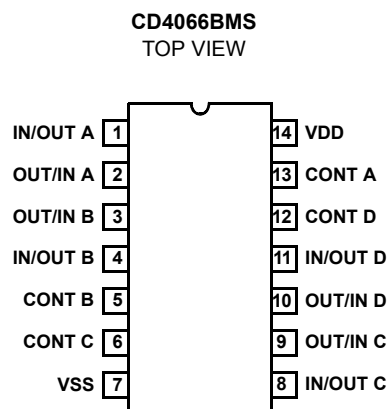 CD4066BMS
TOP VIEW
IN/OUT A 1 14 VDD
OUT/IN A 2 13 CONT A
OUT/IN B 3 12 CONT D
IN/OUT B 4 11 IN/OUT D
CONT B 5 10 OUT/IN D
CONT C 6 9 OUT/IN C
VSS 7 8 IN/OUT C